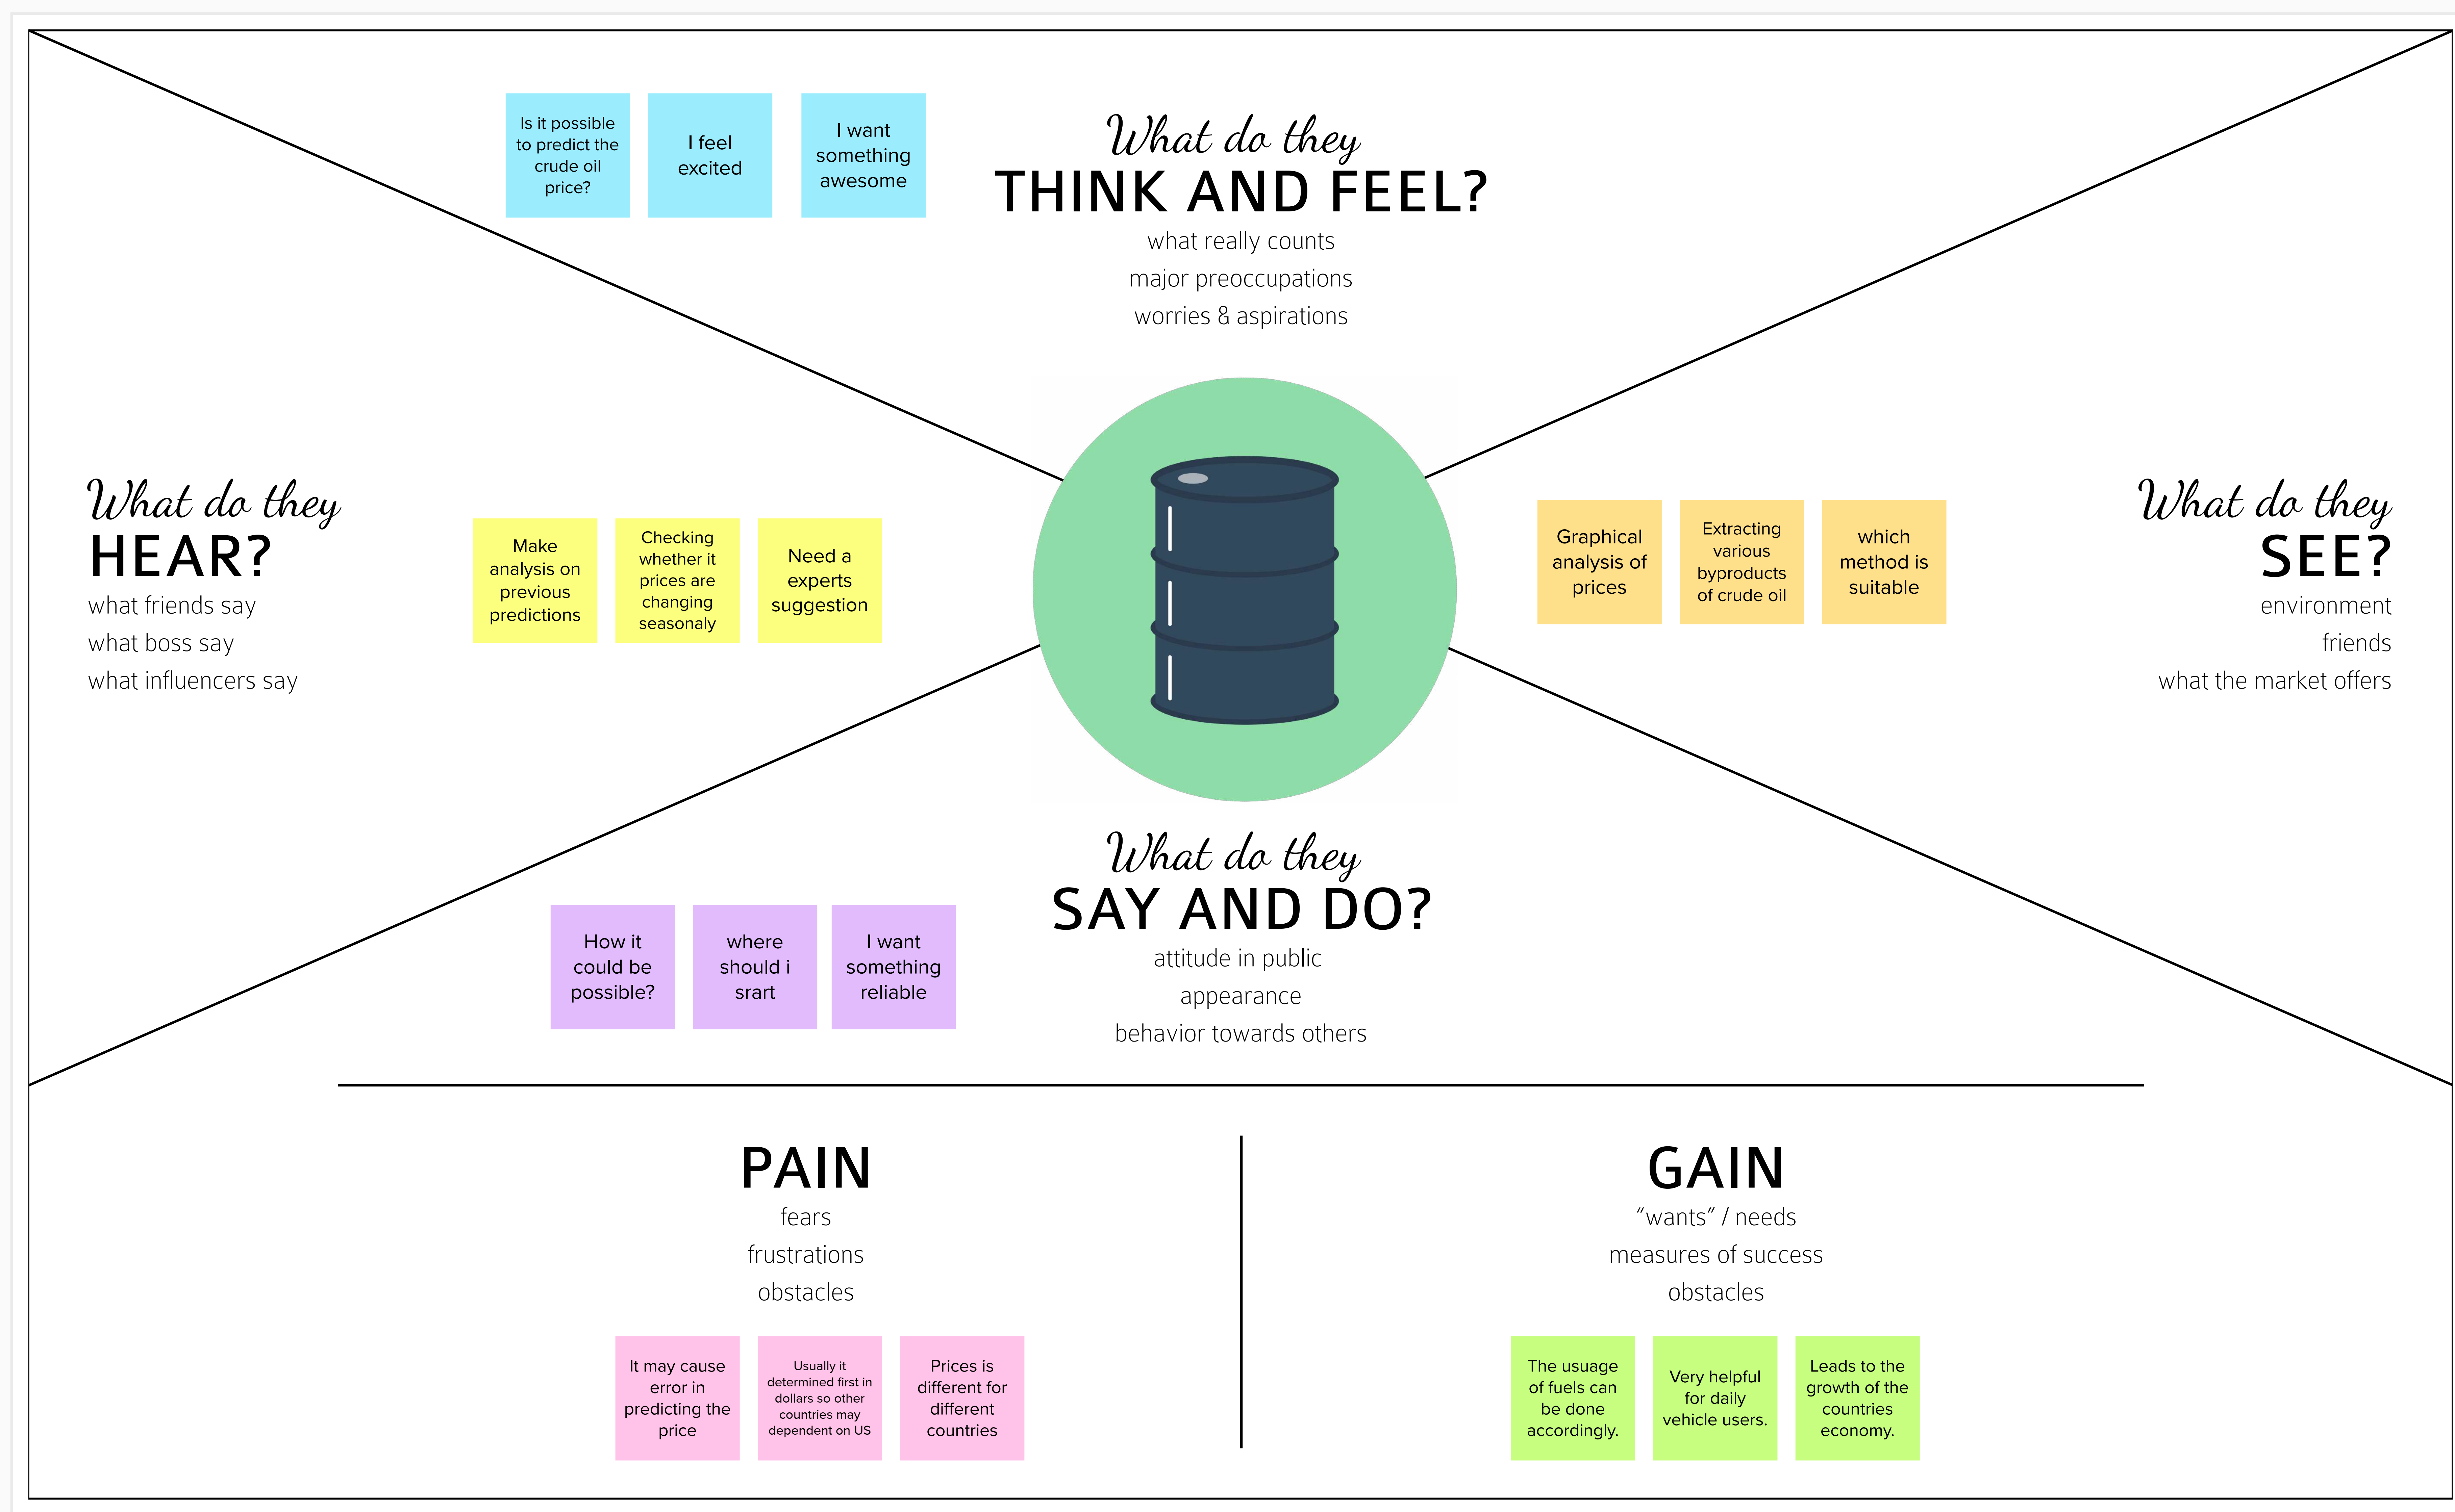 Is it possible
to predict the
crude oil
price?
I feel
excited
I want
something
awesome
What do they
THINK AND FEEL?
what really counts
major preoccupations
worries & aspirations
What do they
HEAR?
what friends say
what boss say
what influencers say
Make
analysis on
previous
predictions
Checking
whether it
prices are
changing
seasonaly
Need a
experts
suggestion
Graphical
analysis of
prices
Extracting
various
byproducts
of crude oil
which
method is
suitable
What do they
SEE?
environment
friends
what the market offers
What do they
SAY AND DO?
attitude in public
appearance
behavior towards others
How it
could be
possible?
where
should i
srart
I want
something
reliable
PAIN
fears
frustrations
obstacles
It may cause
error in
predicting the
price
Usually it
determined first in
dollars so other
countries may
dependent on US
Prices is
different for
different
countries
GAIN
“wants” / needs
measures of success
obstacles
The usuage
of fuels can
be done
accordingly.
Very helpful
for daily
vehicle users.
Leads to the
growth of the
countries
economy.